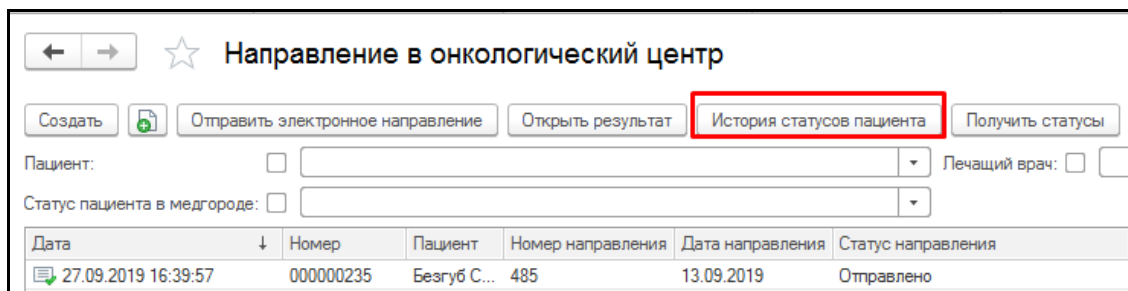 Направление в онкологический центр
Создать Отправить электронное направление Открыть результат История статусов пациента Получить статусы
Пациент: Лечащий врач:
Статус пациента в медгороде:
Дата ↓ Номер Пациент Номер направления Дата направления Статус направления
27.09.2019 16:39:57 000000235 Безгуб С... 485 13.09.2019 Отправлено